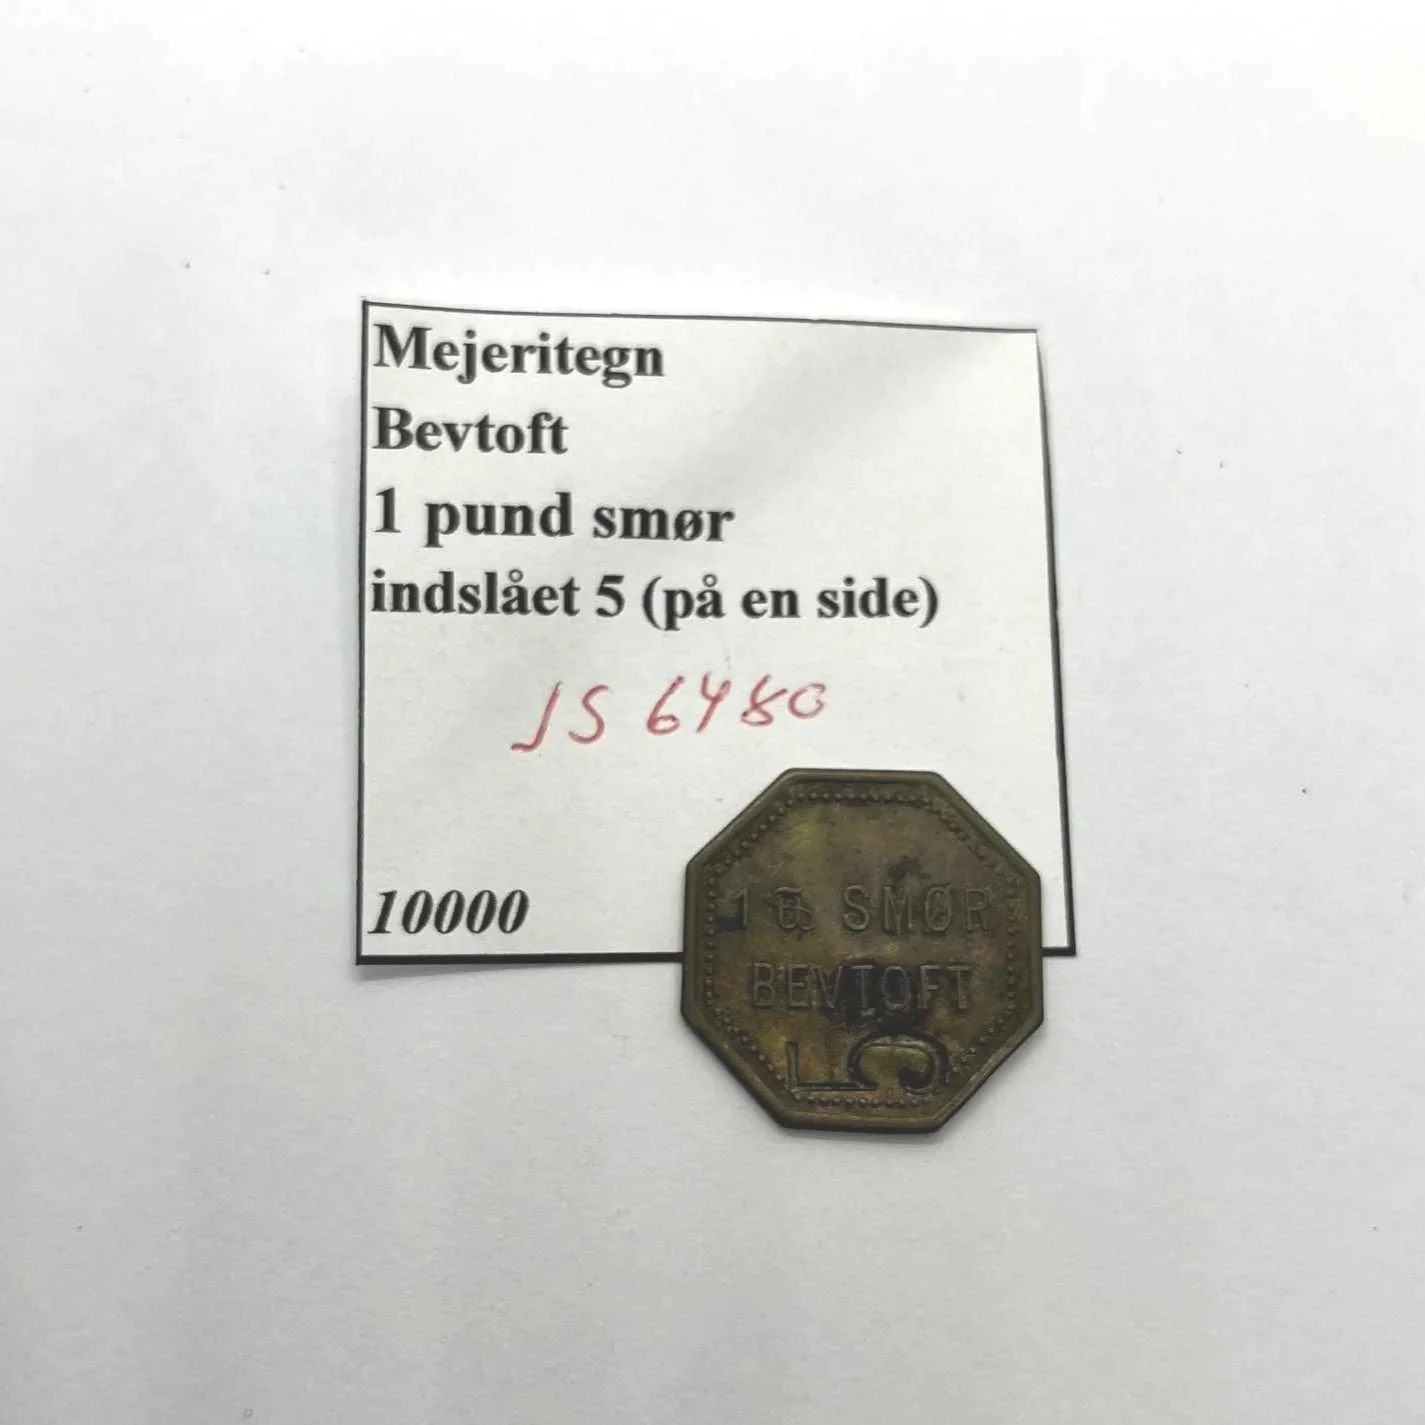 Mejeritegn
Bevtoft
1 pund smør
indslået 5 (på en side)
JS 6480
10000
1 ℔ SMØR
BEVTOFT
5